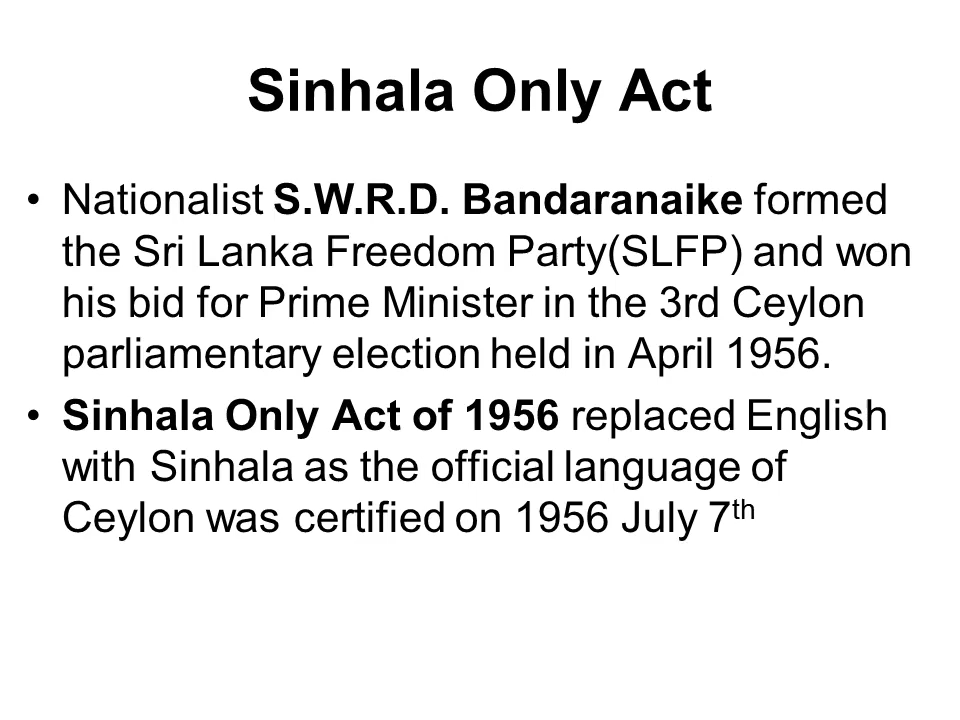 Sinhala Only Act
• Nationalist S.W.R.D. Bandaranaike formed
the Sri Lanka Freedom Party(SLFP) and won
his bid for Prime Minister in the 3rd Ceylon
parliamentary election held in April 1956.
• Sinhala Only Act of 1956 replaced English
with Sinhala as the official language of
Ceylon was certified on 1956 July 7th